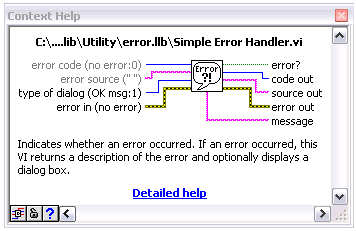 Context Help
C:\....lib\Utility\error.llb\Simple Error Handler.vi
error code (no error:0)
error source (" ")
type of dialog (OK msg:1)
error in (no error)
Error
?!
error?
code out
source out
error out
message
Indicates whether an error occurred. If an error occurred, this
VI returns a description of the error and optionally displays a
dialog box.
Detailed help
?